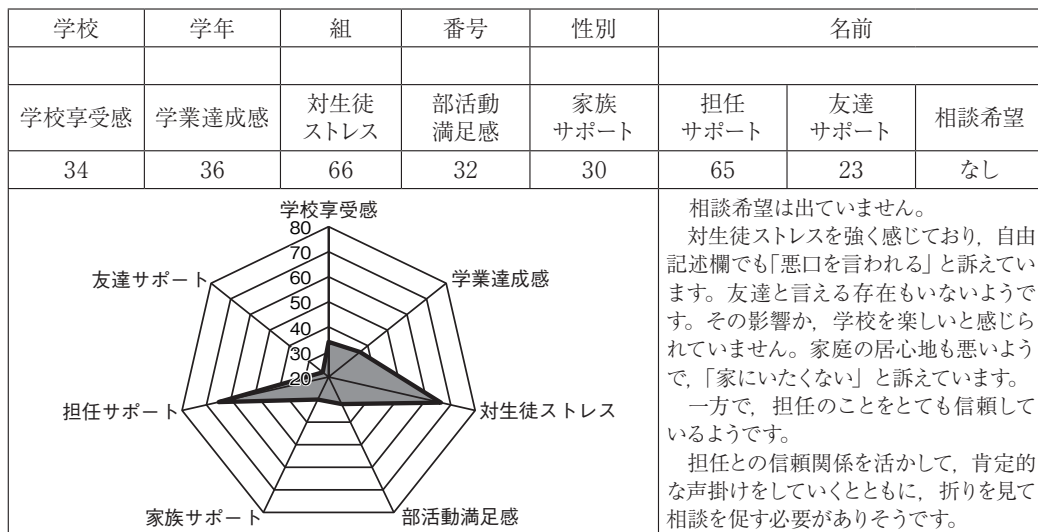 学校 学年 組 番号 性別 名前
学校享受感 学業達成感 対生徒ストレス 部活動満足感 家族サポート 担任サポート 友達サポート 相談希望
34 36 66 32 30 65 23 なし
学校享受感
80
70
60
50
40
30
20
学業達成感
対生徒ストレス
部活動満足感
家族サポート
担任サポート
友達サポート
相談希望は出ていません。
対生徒ストレスを強く感じており，自由
記述欄でも「悪口を言われる」と訴えてい
ます。友達と言える存在もいないようで
す。その影響か，学校を楽しいと感じら
れていません。家庭の居心地も悪いよう
で，「家にいたくない」と訴えています。
一方で，担任のことをとても信頼して
いるようです。
担任との信頼関係を活かして，肯定的
な声掛けをしていくとともに，折りを見て
相談を促す必要がありそうです。